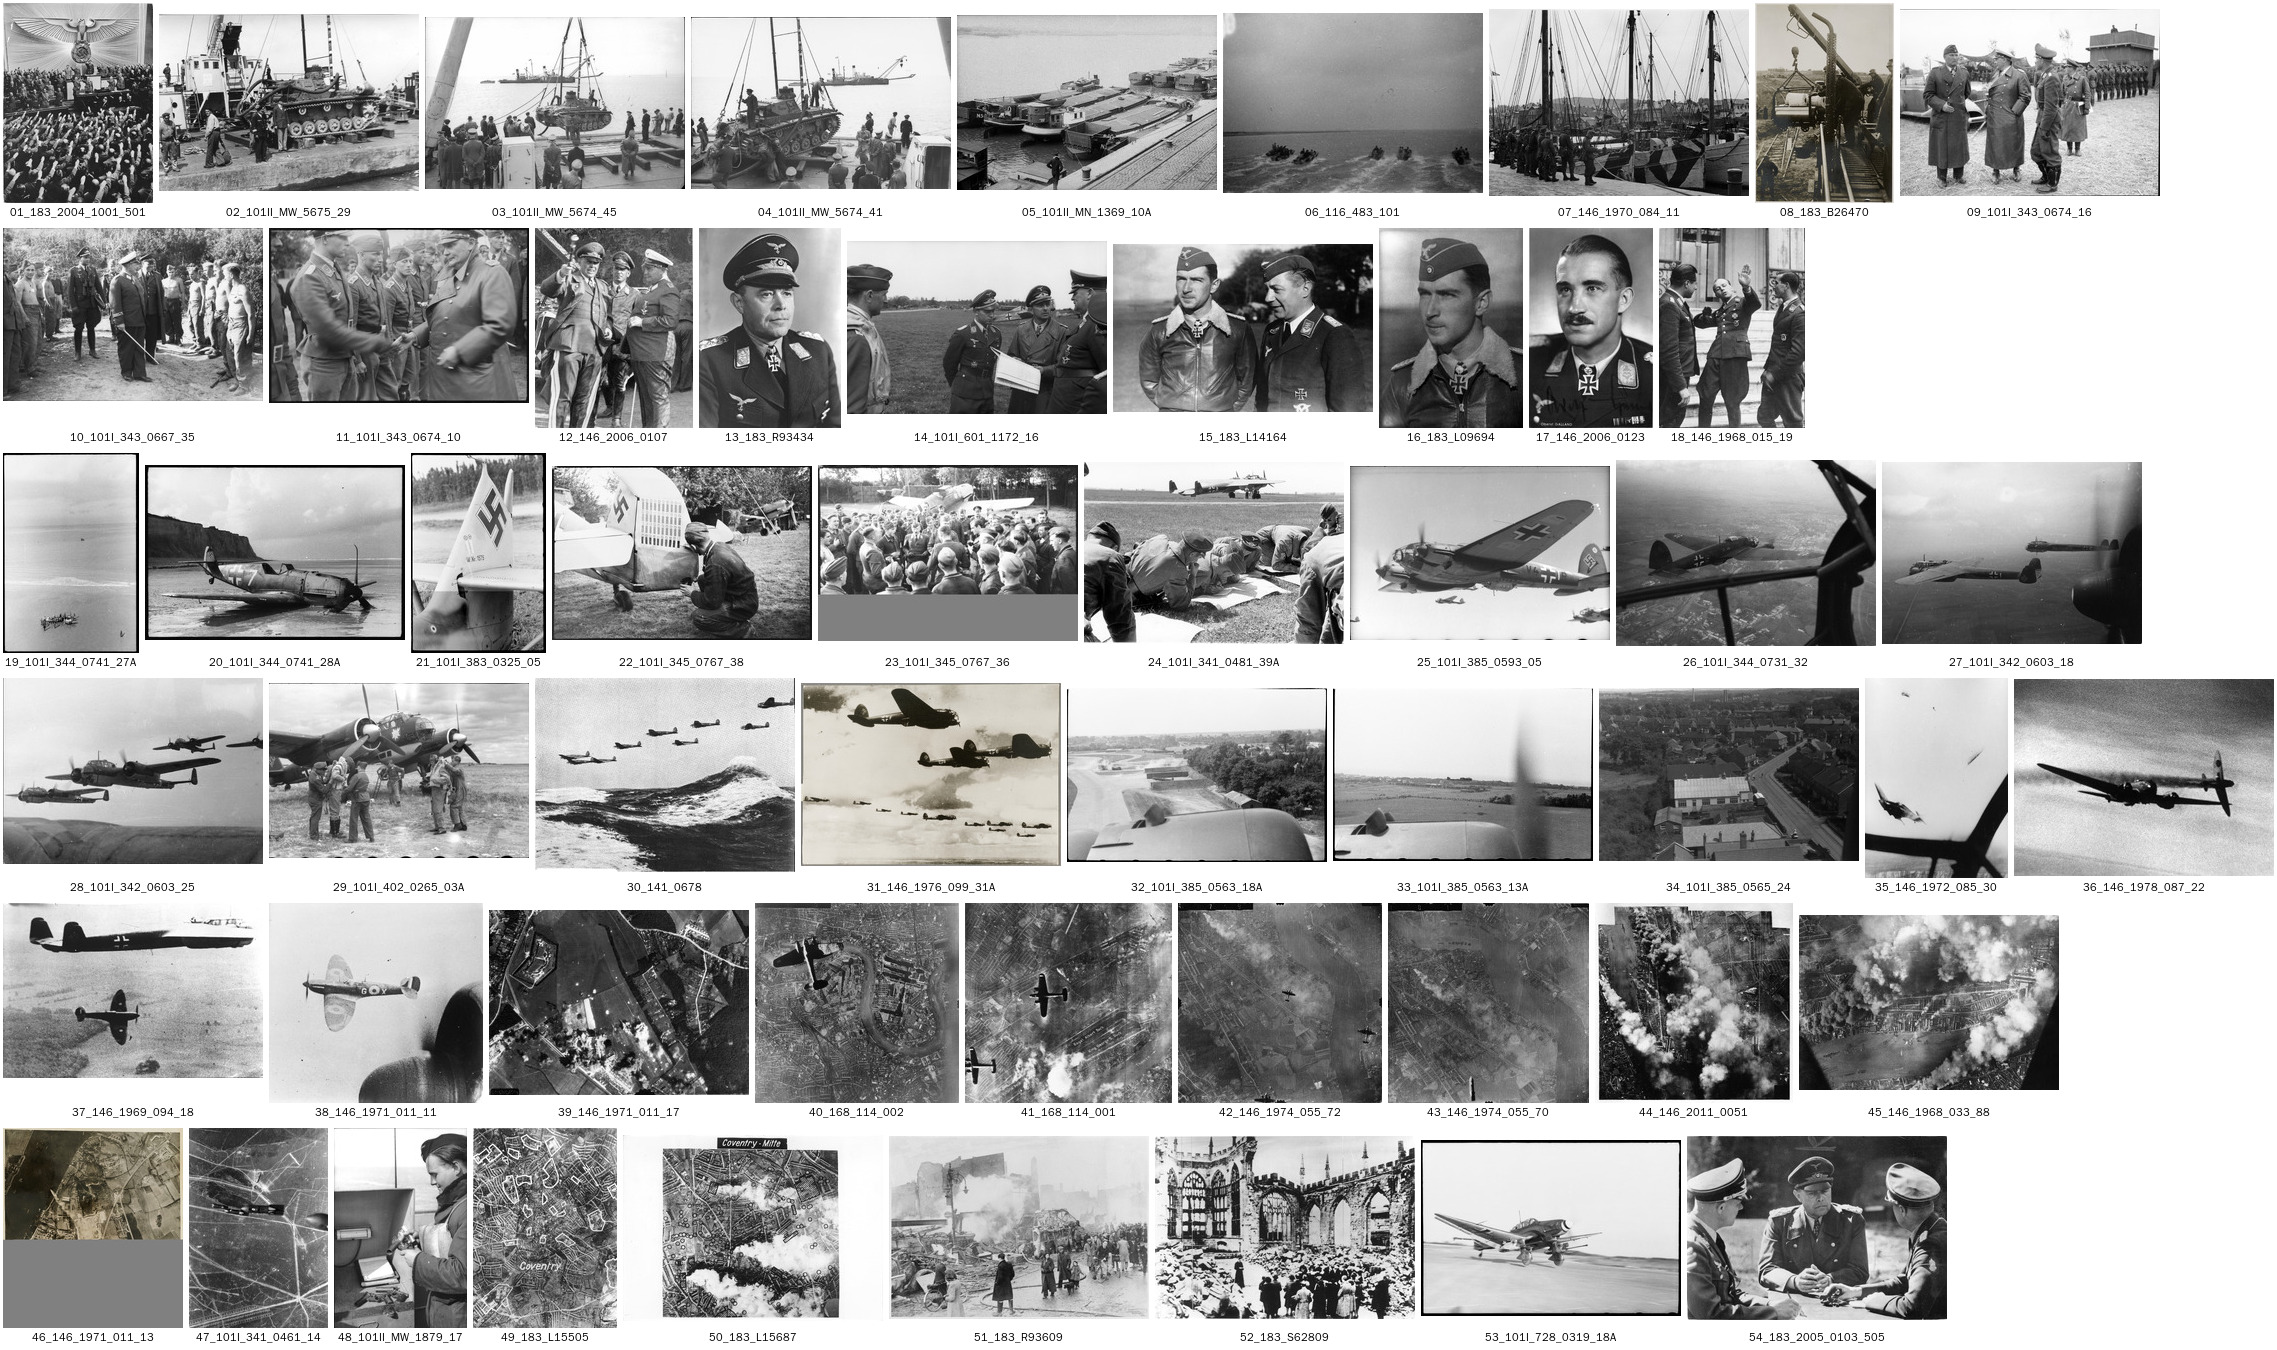 01_183_2004_1001_501
02_101II_MW_5675_29
03_101II_MW_5674_45
04_101II_MW_5674_41
05_101II_MN_1369_10A
06_116_483_101
07_146_1970_084_11
08_183_B26470
09_101I_343_0674_16
10_101I_343_0667_35
11_101I_343_0674_10
12_146_2006_0107
13_183_R93434
14_101I_601_1172_16
15_183_L14164
16_183_L09694
17_146_2006_0123
18_146_1968_015_19
19_101I_344_0741_27A
20_101I_344_0741_28A
21_101I_383_0325_05
22_101I_345_0767_38
23_101I_345_0767_36
24_101I_341_0481_39A
25_101I_385_0593_05
26_101I_344_0731_32
27_101I_342_0603_18
28_101I_342_0603_25
29_101I_402_0265_03A
30_141_0678
31_146_1976_099_31A
32_101I_385_0563_18A
33_101I_385_0563_13A
34_101I_385_0565_24
35_146_1972_085_30
36_146_1978_087_22
G Y
37_146_1969_094_18
38_146_1971_011_11
39_146_1971_011_17
40_168_114_002
41_168_114_001
42_146_1974_055_72
43_146_1974_055_70
44_146_2011_0051
45_146_1968_033_88
Coventry
Coventry - Mitte
46_146_1971_011_13
47_101I_341_0461_14
48_101II_MW_1879_17
49_183_L15505
50_183_L15687
51_183_R93609
52_183_S62809
53_101I_728_0319_18A
54_183_2005_0103_505